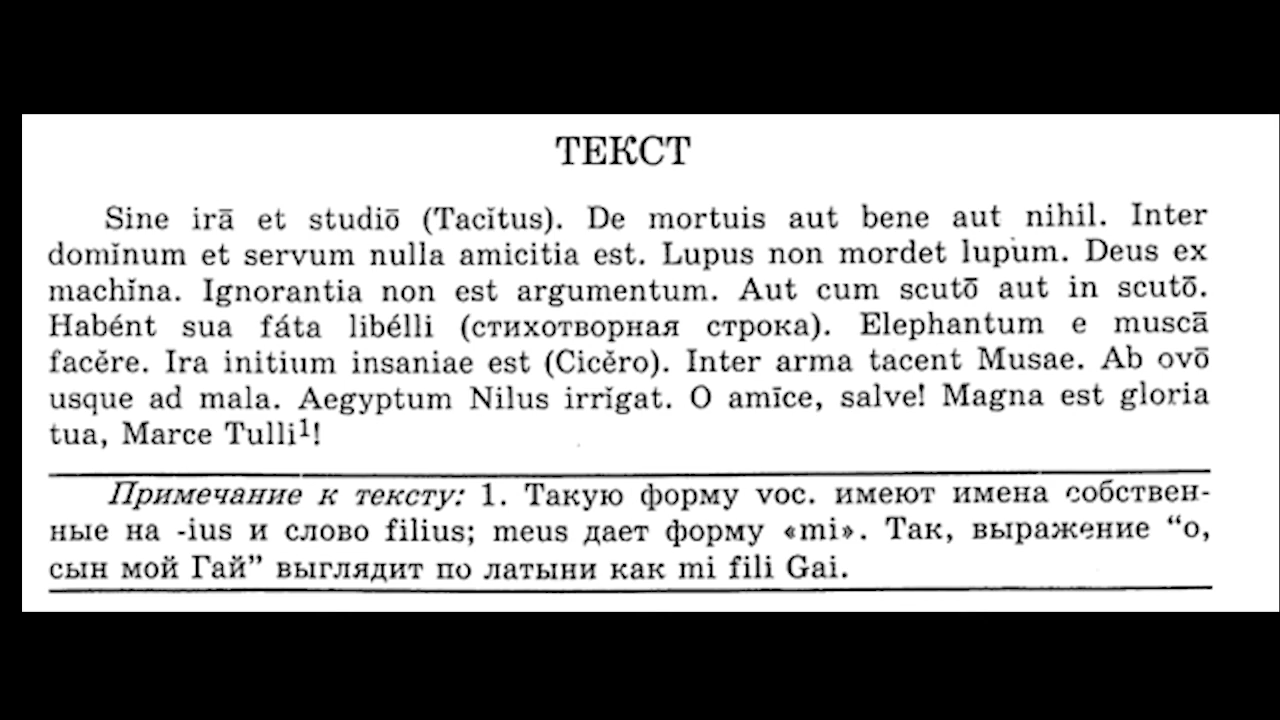 ТЕКСТ
Sine irā et studiō (Tacĭtus). De mortuis aut bene aut nihil. Inter
domĭnum et servum nulla amicitia est. Lupus non mordet lupum. Deus ex
machĭna. Ignorantia non est argumentum. Aut cum scutō aut in scutō.
Habént sua fáta libélli (стихотворная строка). Elephantum e muscā
facĕre. Ira initium insaniae est (Cicĕro). Inter arma tacent Musae. Ab ovō
usque ad mala. Aegyptum Nilus irrĭgat. O amīce, salve! Magna est gloria
tua, Marce Tulli¹!
Примечание к тексту: 1. Такую форму voc. имеют имена собствен-
ные на -ius и слово filius; meus дает форму «mi». Так, выражение “о,
сын мой Гай” выглядит по латыни как mi fili Gai.